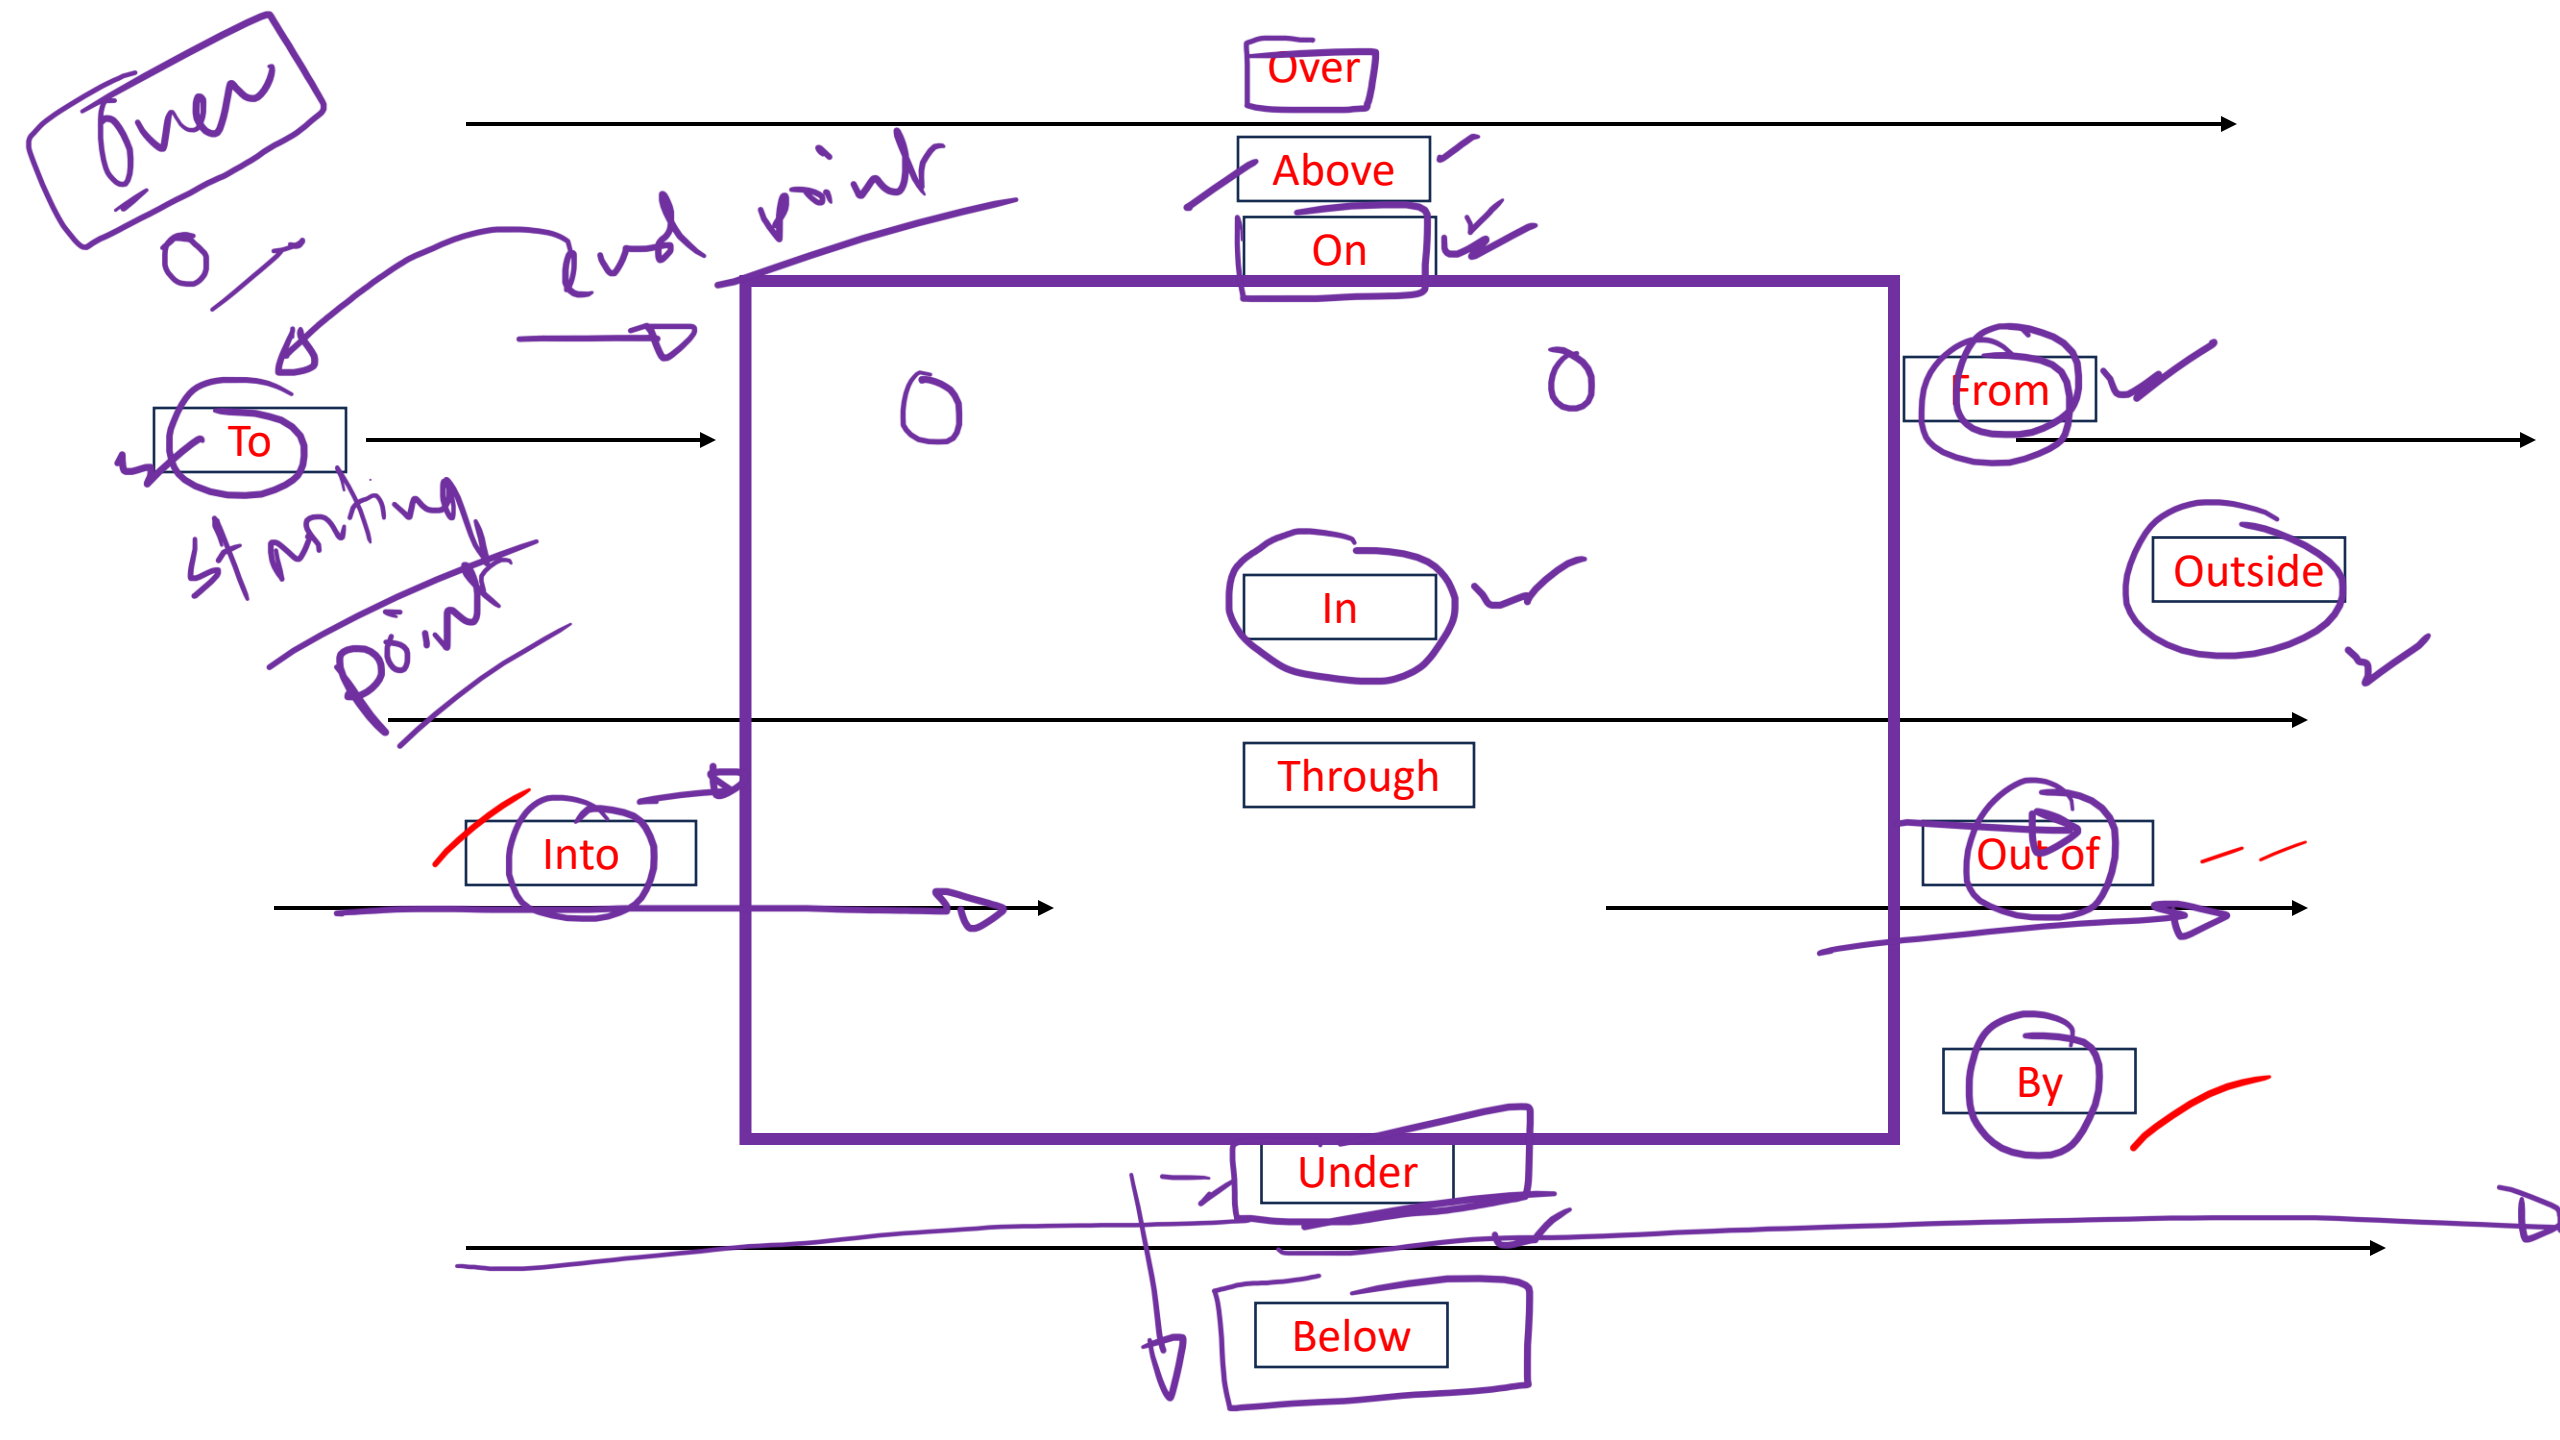 Over
Over
Above
end point
On
From
To
starting
Outside
In
point
Through
Into
Out of
By
Under
Below